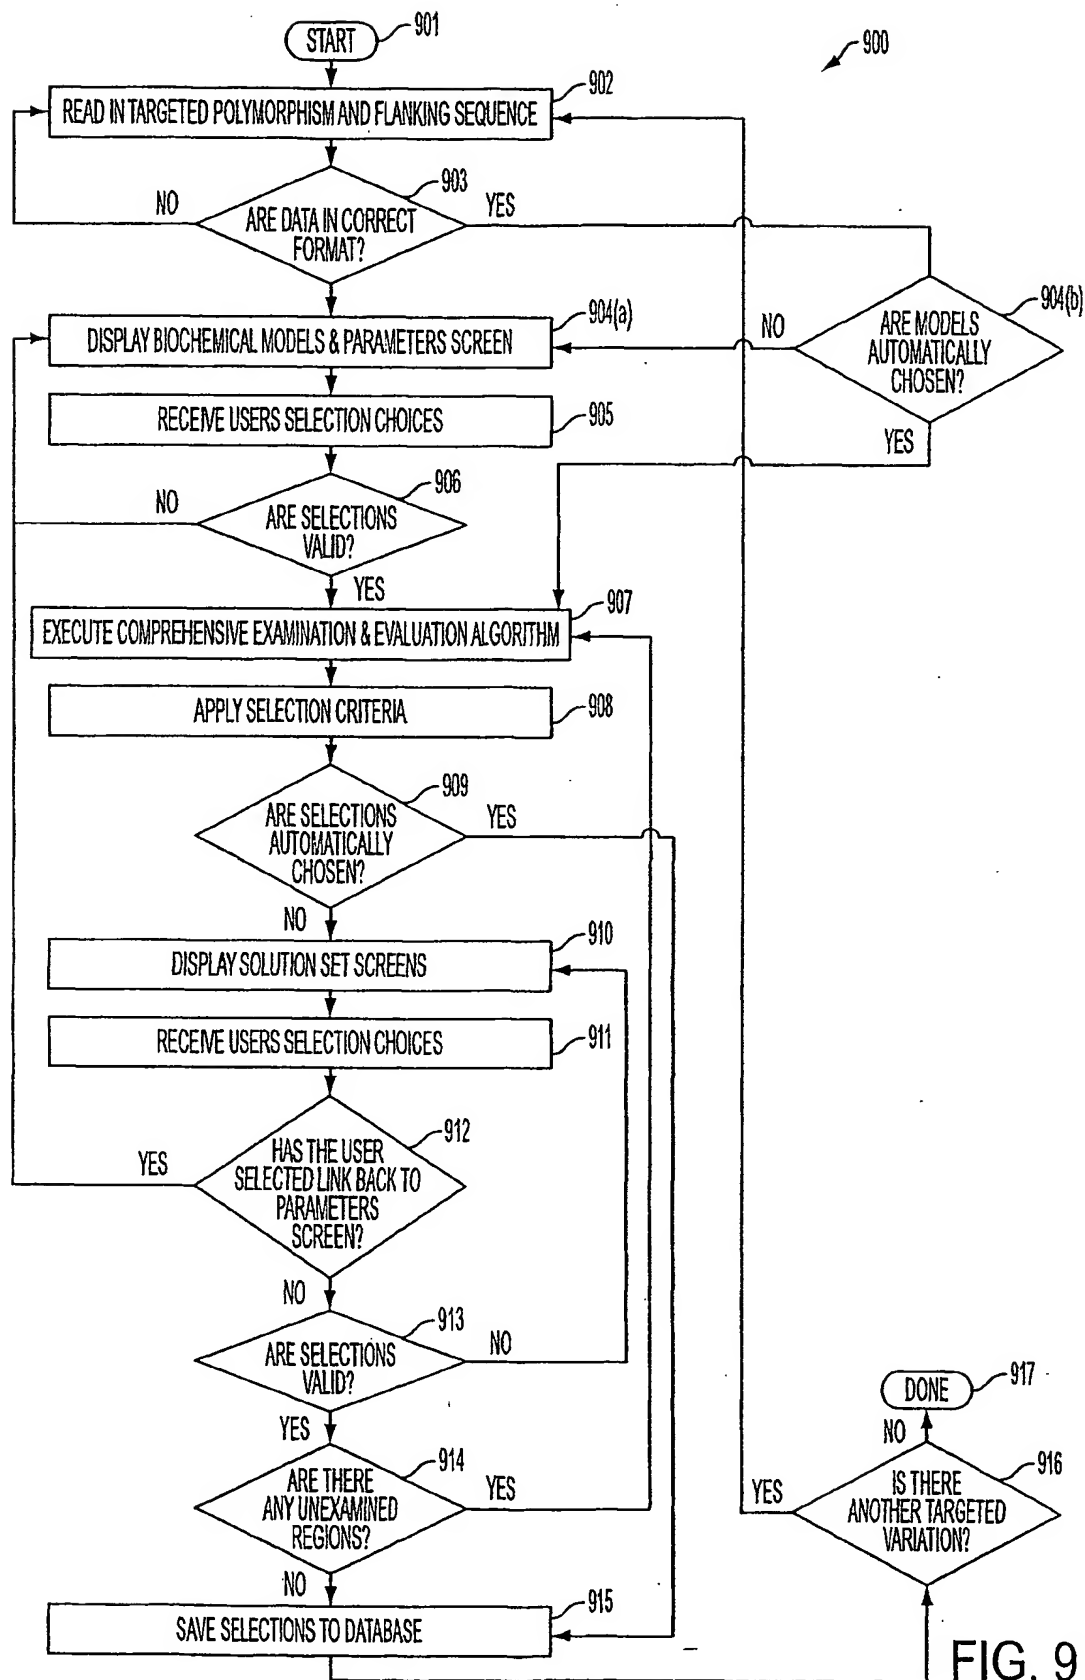 START
901
900
902
READ IN TARGETED POLYMORPHISM AND FLANKING SEQUENCE
903
NO
YES
ARE DATA IN CORRECT
FORMAT?
904(a)
904(b)
DISPLAY BIOCHEMICAL MODELS & PARAMETERS SCREEN
NO
ARE MODELS
AUTOMATICALLY
CHOSEN?
YES
RECEIVE USERS SELECTION CHOICES
905
906
NO
ARE SELECTIONS
VALID?
YES
907
EXECUTE COMPREHENSIVE EXAMINATION & EVALUATION ALGORITHM
APPLY SELECTION CRITERIA
908
909
ARE SELECTIONS
AUTOMATICALLY
CHOSEN?
YES
NO
910
DISPLAY SOLUTION SET SCREENS
RECEIVE USERS SELECTION CHOICES
911
912
YES
HAS THE USER
SELECTED LINK BACK TO
PARAMETERS
SCREEN?
NO
913
ARE SELECTIONS
VALID?
NO
YES
914
ARE THERE
ANY UNEXAMINED
REGIONS?
YES
NO
915
SAVE SELECTIONS TO DATABASE
DONE
917
NO
916
YES
IS THERE
ANOTHER TARGETED
VARIATION?
FIG. 9